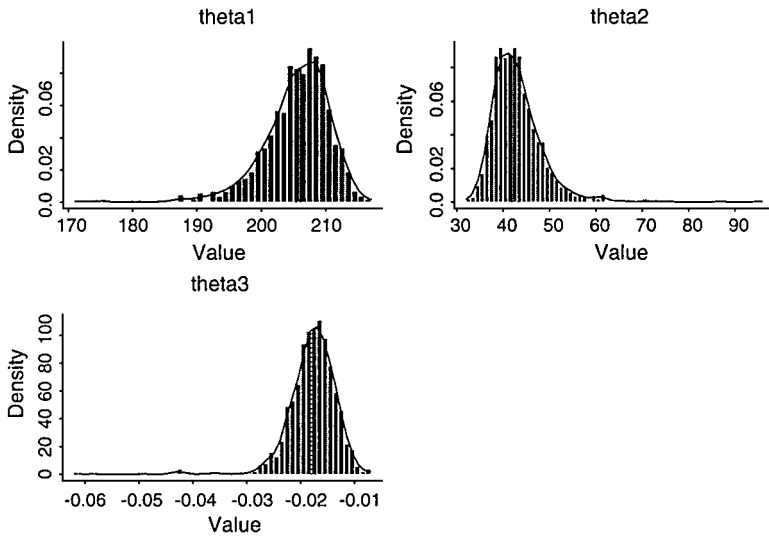 theta1
Density
0.0 0.02 0.06
170 180 190 200 210
Value
theta2
Density
0.0 0.02 0.06
30 40 50 60 70 80 90
Value
theta3
Density
0 20 40 60 80 100
-0.06 -0.05 -0.04 -0.03 -0.02 -0.01
Value